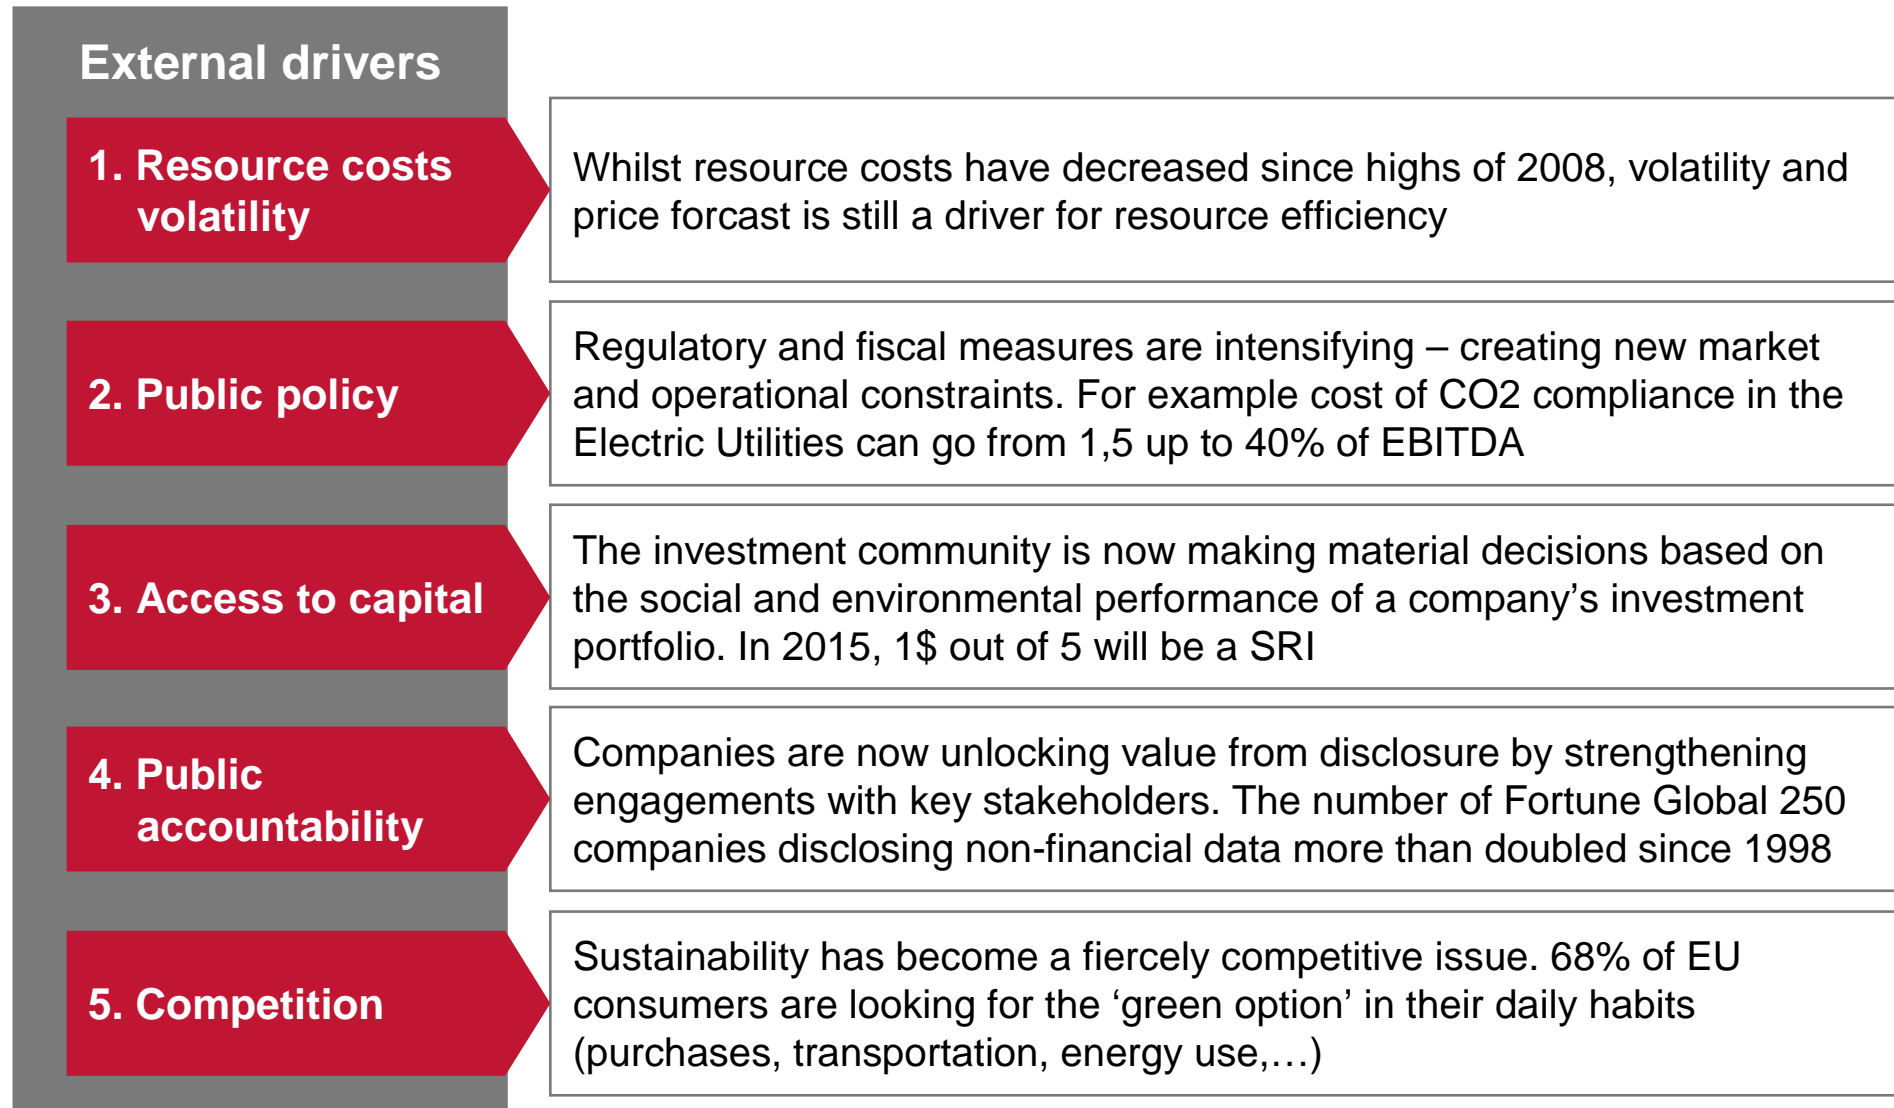 External drivers
1. Resource costs
volatility
Whilst resource costs have decreased since highs of 2008, volatility and
price forcast is still a driver for resource efficiency
2. Public policy
Regulatory and fiscal measures are intensifying – creating new market
and operational constraints. For example cost of CO2 compliance in the
Electric Utilities can go from 1,5 up to 40% of EBITDA
3. Access to capital
The investment community is now making material decisions based on
the social and environmental performance of a company’s investment
portfolio. In 2015, 1$ out of 5 will be a SRI
4. Public
accountability
Companies are now unlocking value from disclosure by strengthening
engagements with key stakeholders. The number of Fortune Global 250
companies disclosing non-financial data more than doubled since 1998
5. Competition
Sustainability has become a fiercely competitive issue. 68% of EU
consumers are looking for the ‘green option’ in their daily habits
(purchases, transportation, energy use,…)